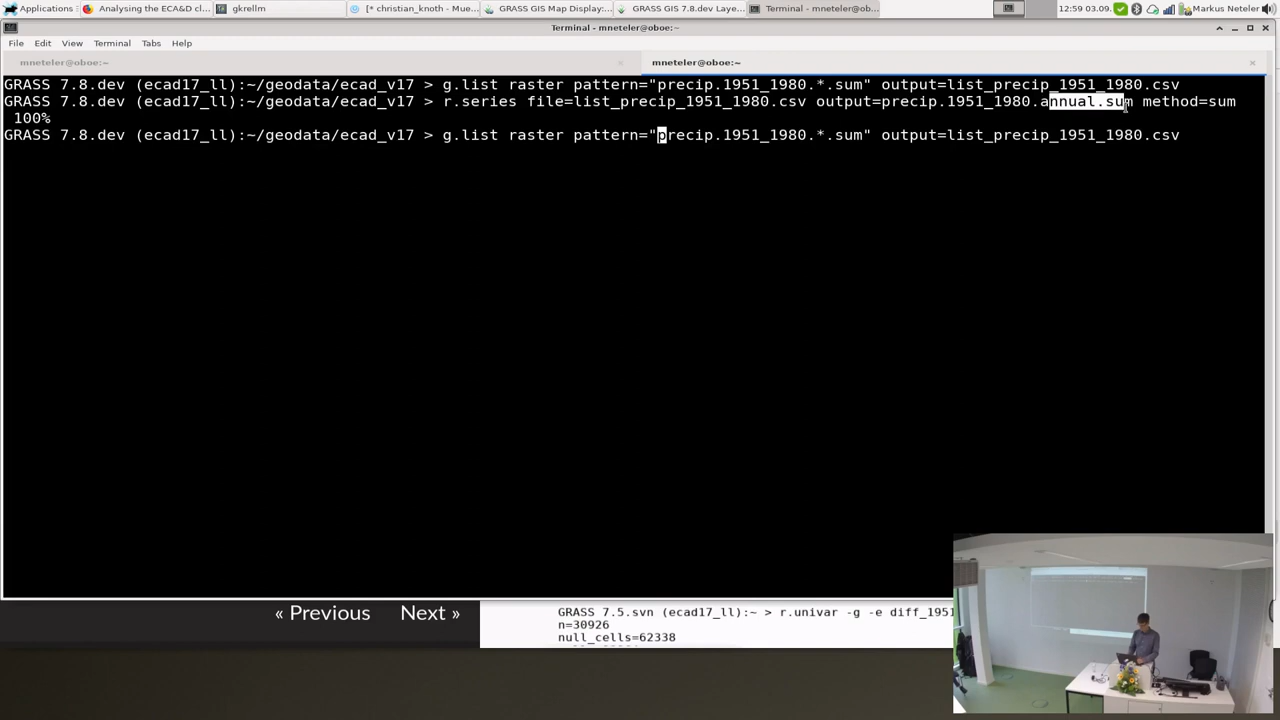 Applications
Analysing the ECA&D cl...
gkrellm
[* christian_knoth - Mue...
GRASS GIS Map Display:...
GRASS GIS 7.8.dev Laye...
Terminal - mneteler@ob...
12:59 03.09.
Markus Neteler
Terminal - mneteler@oboe:~
File Edit View Terminal Tabs Help
mneteler@oboe:~
mneteler@oboe:~
GRASS 7.8.dev (ecad17_ll):~/geodata/ecad_v17 > g.list raster pattern="precip.1951_1980.*.sum" output=list_precip_1951_1980.csv
GRASS 7.8.dev (ecad17_ll):~/geodata/ecad_v17 > r.series file=list_precip_1951_1980.csv output=precip.1951_1980.annual.sum method=sum
100%
GRASS 7.8.dev (ecad17_ll):~/geodata/ecad_v17 > g.list raster pattern="precip.1951_1980.*.sum" output=list_precip_1951_1980.csv
« Previous Next »
GRASS 7.5.svn (ecad17_ll):~ > r.univar -g -e diff_1951
n=30926
null_cells=62338